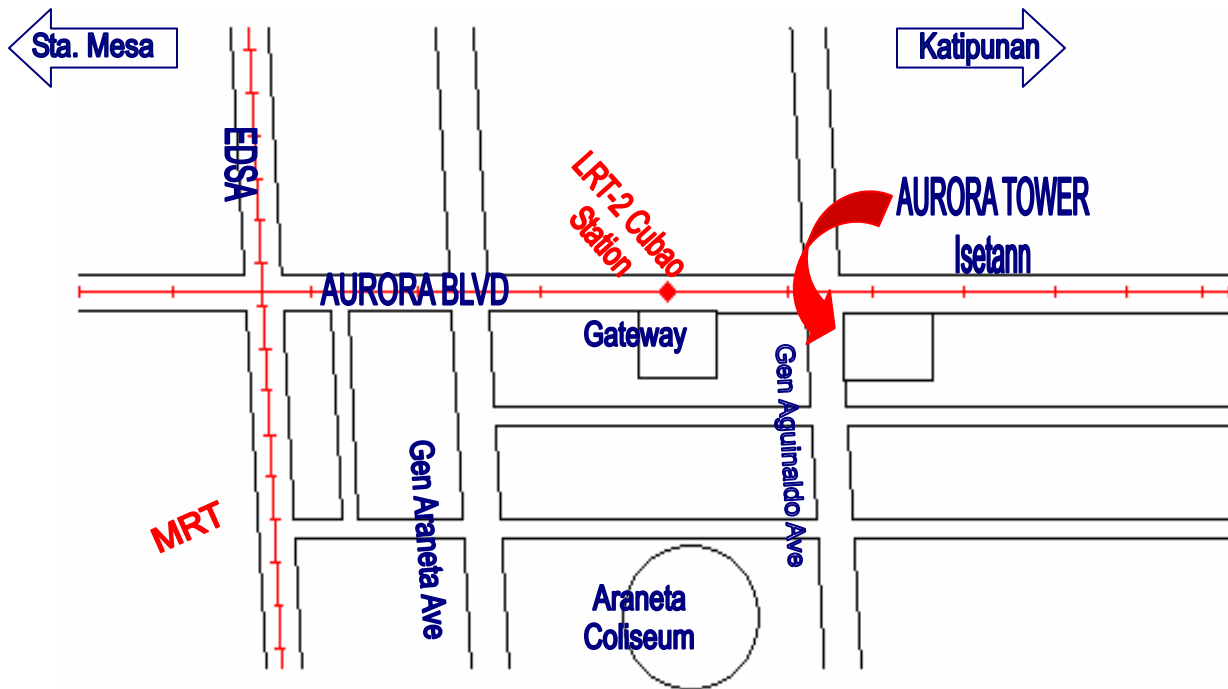 Sta. Mesa
Katipunan
EDSA
LRT-2 Cubao
Station
AURORA TOWER
Isetann
AURORA BLVD
Gateway
Gen Aguinaldo Ave
Gen Araneta Ave
MRT
Araneta
Coliseum